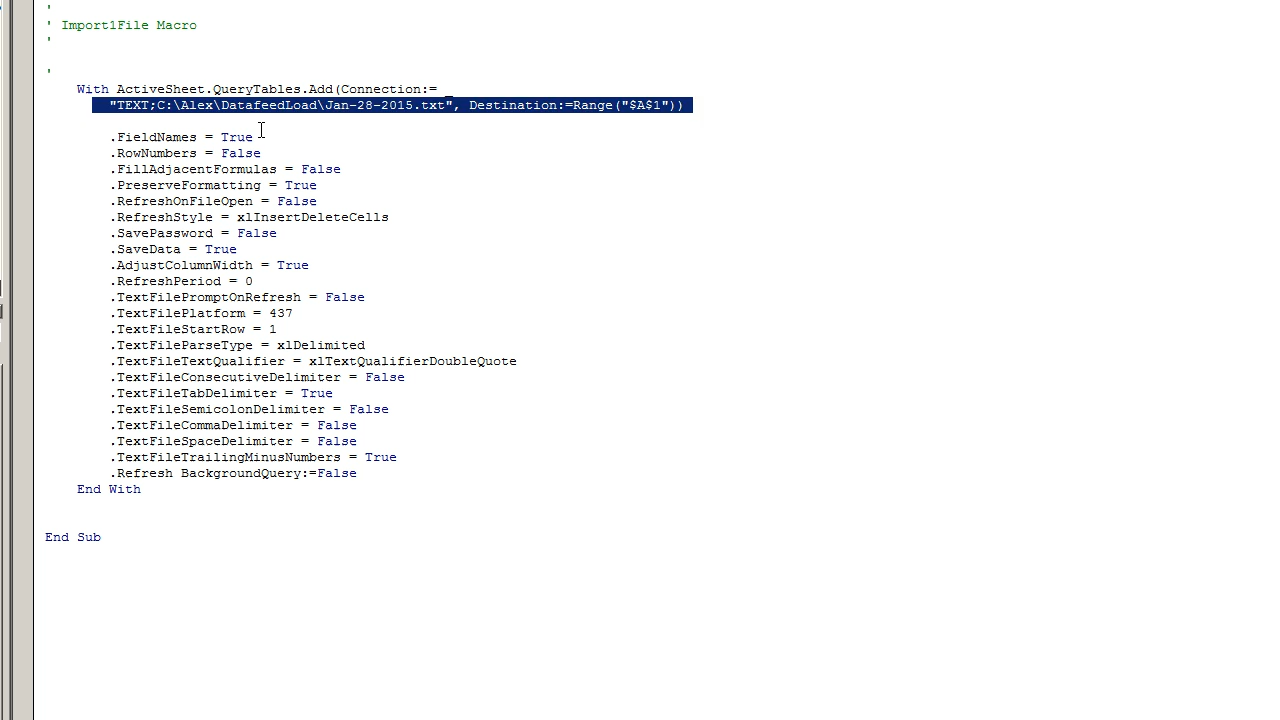 '
' Import1File Macro
'
'
With ActiveSheet.QueryTables.Add(Connection:= _
"TEXT;C:\Alex\DatafeedLoad\Jan-28-2015.txt", Destination:=Range("$A$1"))
.FieldNames = True
.RowNumbers = False
.FillAdjacentFormulas = False
.PreserveFormatting = True
.RefreshOnFileOpen = False
.RefreshStyle = xlInsertDeleteCells
.SavePassword = False
.SaveData = True
.AdjustColumnWidth = True
.RefreshPeriod = 0
.TextFilePromptOnRefresh = False
.TextFilePlatform = 437
.TextFileStartRow = 1
.TextFileParseType = xlDelimited
.TextFileTextQualifier = xlTextQualifierDoubleQuote
.TextFileConsecutiveDelimiter = False
.TextFileTabDelimiter = True
.TextFileSemicolonDelimiter = False
.TextFileCommaDelimiter = False
.TextFileSpaceDelimiter = False
.TextFileTrailingMinusNumbers = True
.Refresh BackgroundQuery:=False
End With
End Sub